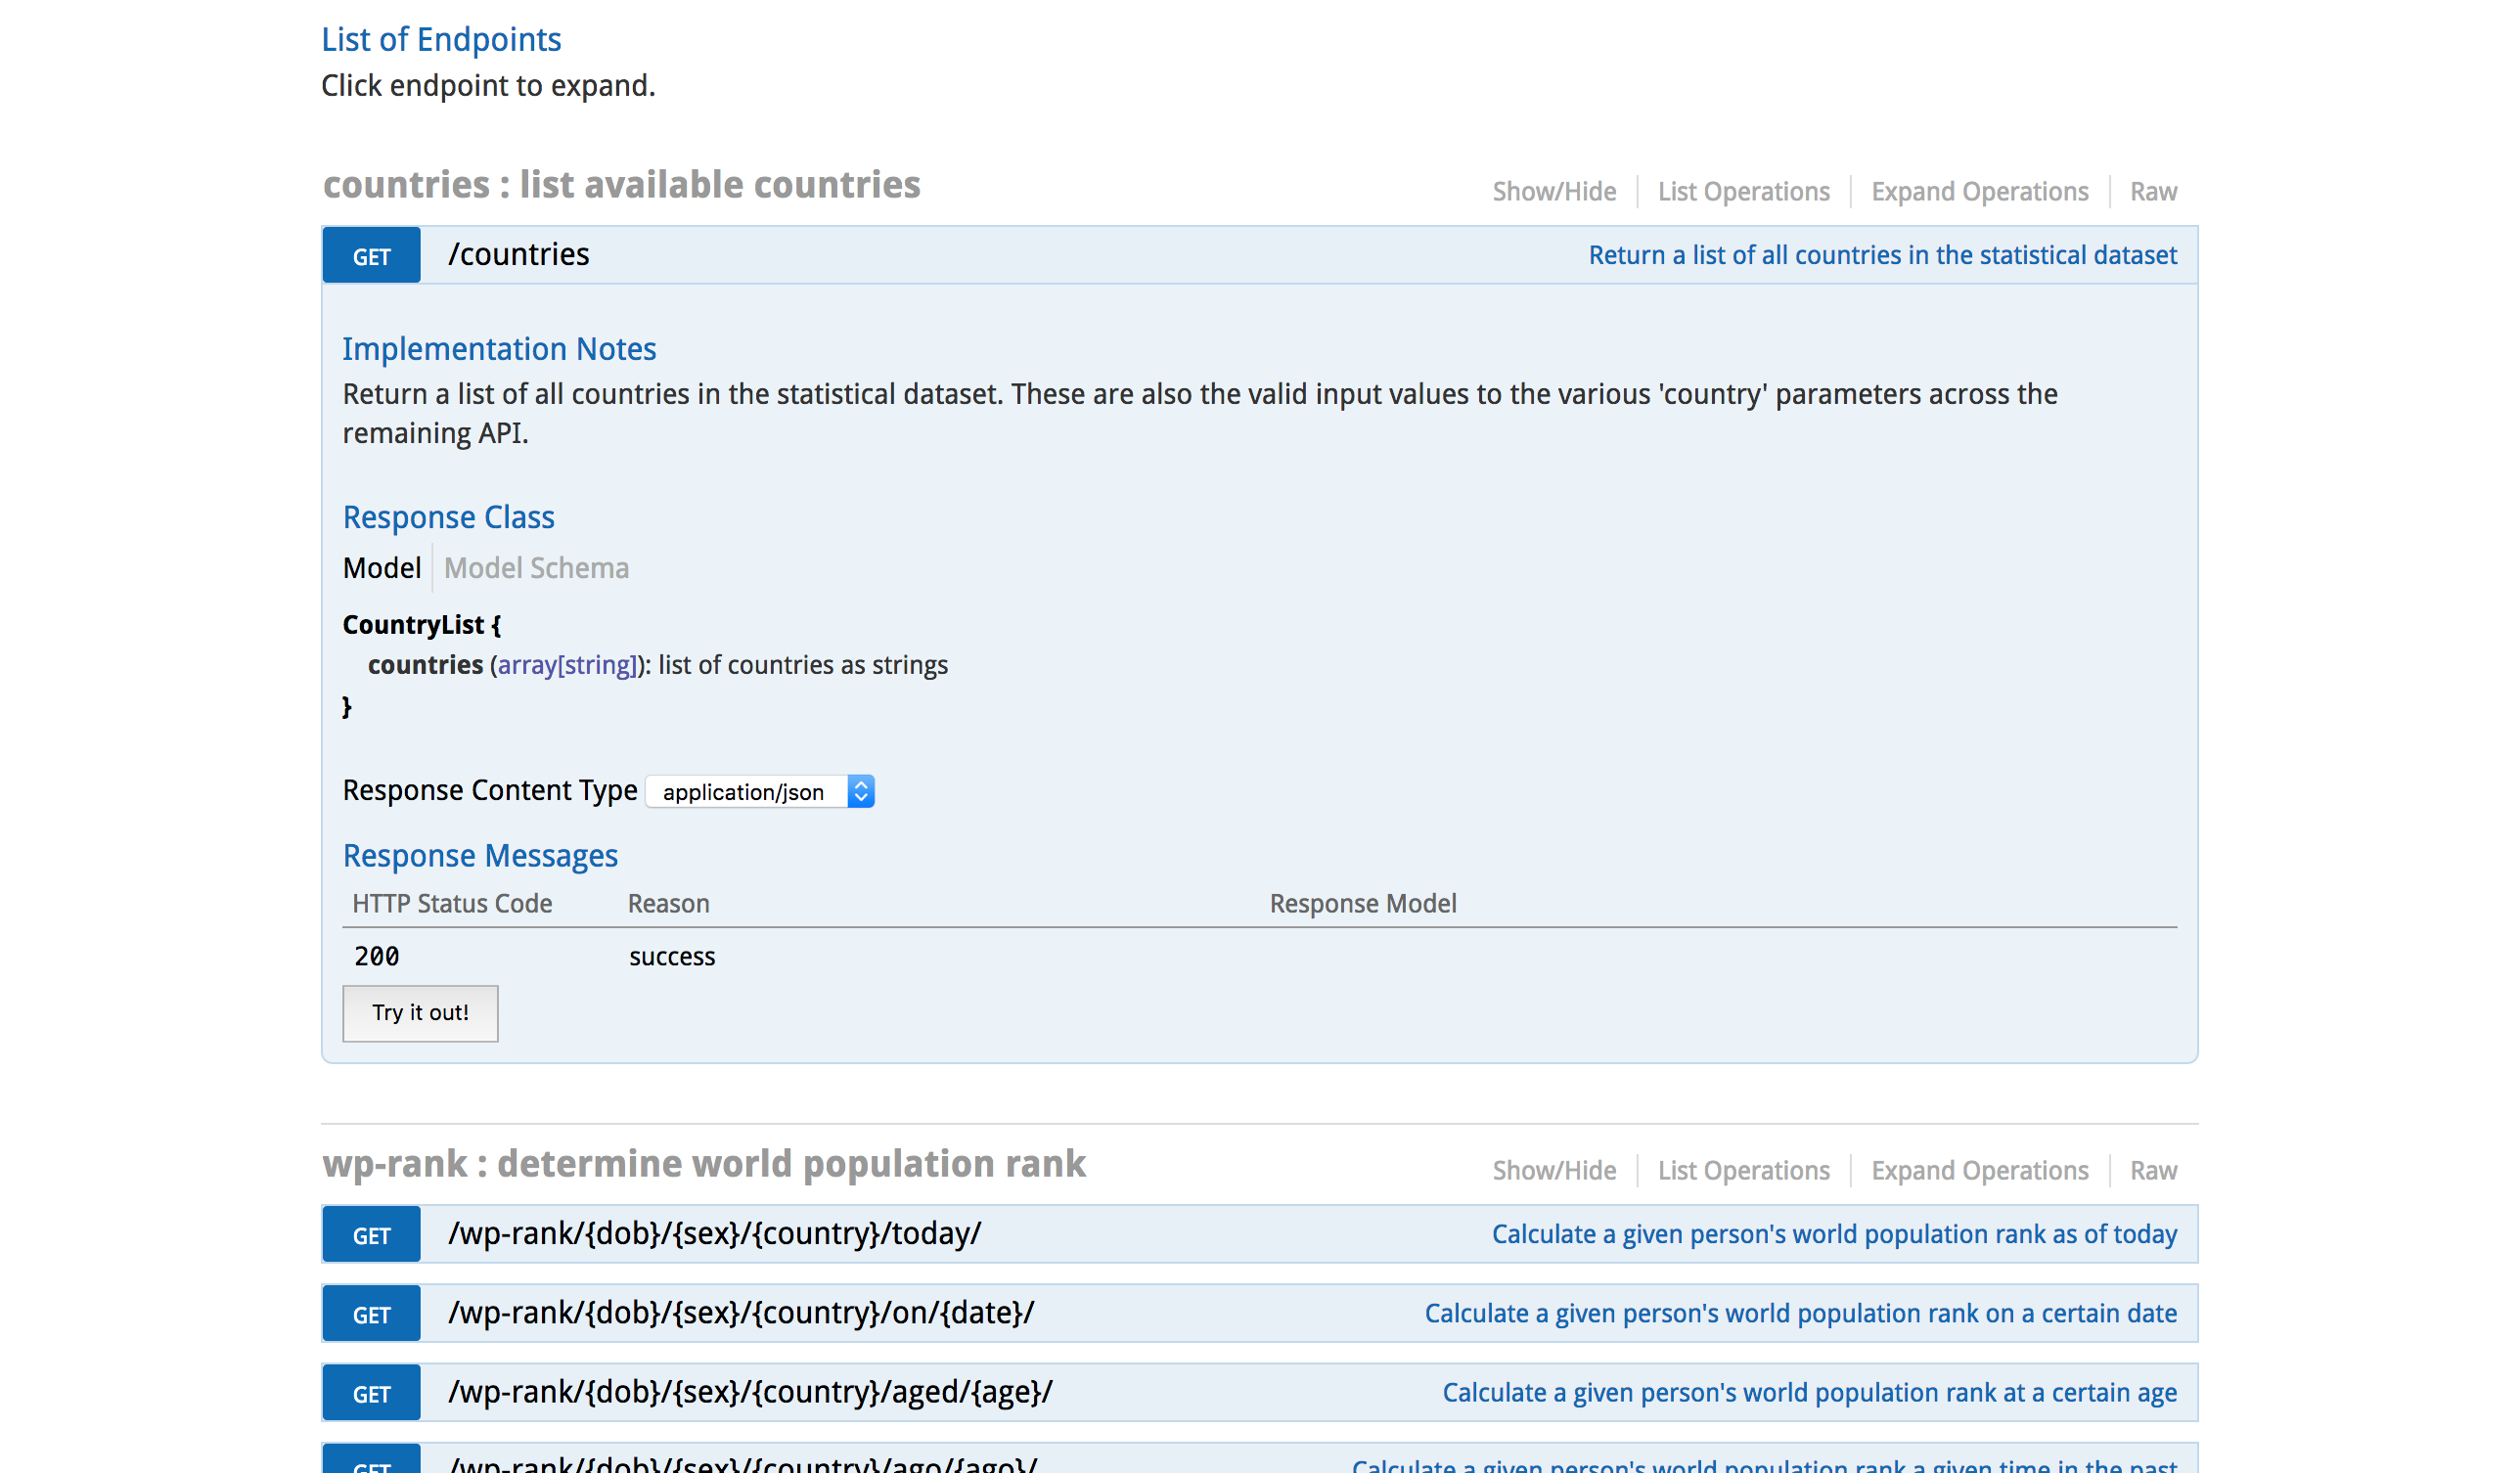 List of Endpoints
Click endpoint to expand.
countries : list available countries
Show/Hide
List Operations
Expand Operations
Raw
GET
/countries
Return a list of all countries in the statistical dataset
Implementation Notes
Return a list of all countries in the statistical dataset. These are also the valid input values to the various 'country' parameters across the
remaining API.
Response Class
Model
Model Schema
CountryList {
countries (array[string]): list of countries as strings
}
Response Content Type
application/json
Response Messages
HTTP Status Code
Reason
Response Model
200
success
Try it out!
wp-rank : determine world population rank
Show/Hide
List Operations
Expand Operations
Raw
GET
/wp-rank/{dob}/{sex}/{country}/today/
Calculate a given person's world population rank as of today
GET
/wp-rank/{dob}/{sex}/{country}/on/{date}/
Calculate a given person's world population rank on a certain date
GET
/wp-rank/{dob}/{sex}/{country}/aged/{age}/
Calculate a given person's world population rank at a certain age
GET
/wp-rank/{dob}/{sex}/{country}/ago/{ago}/
Calculate a given person's world population rank a given time in the past